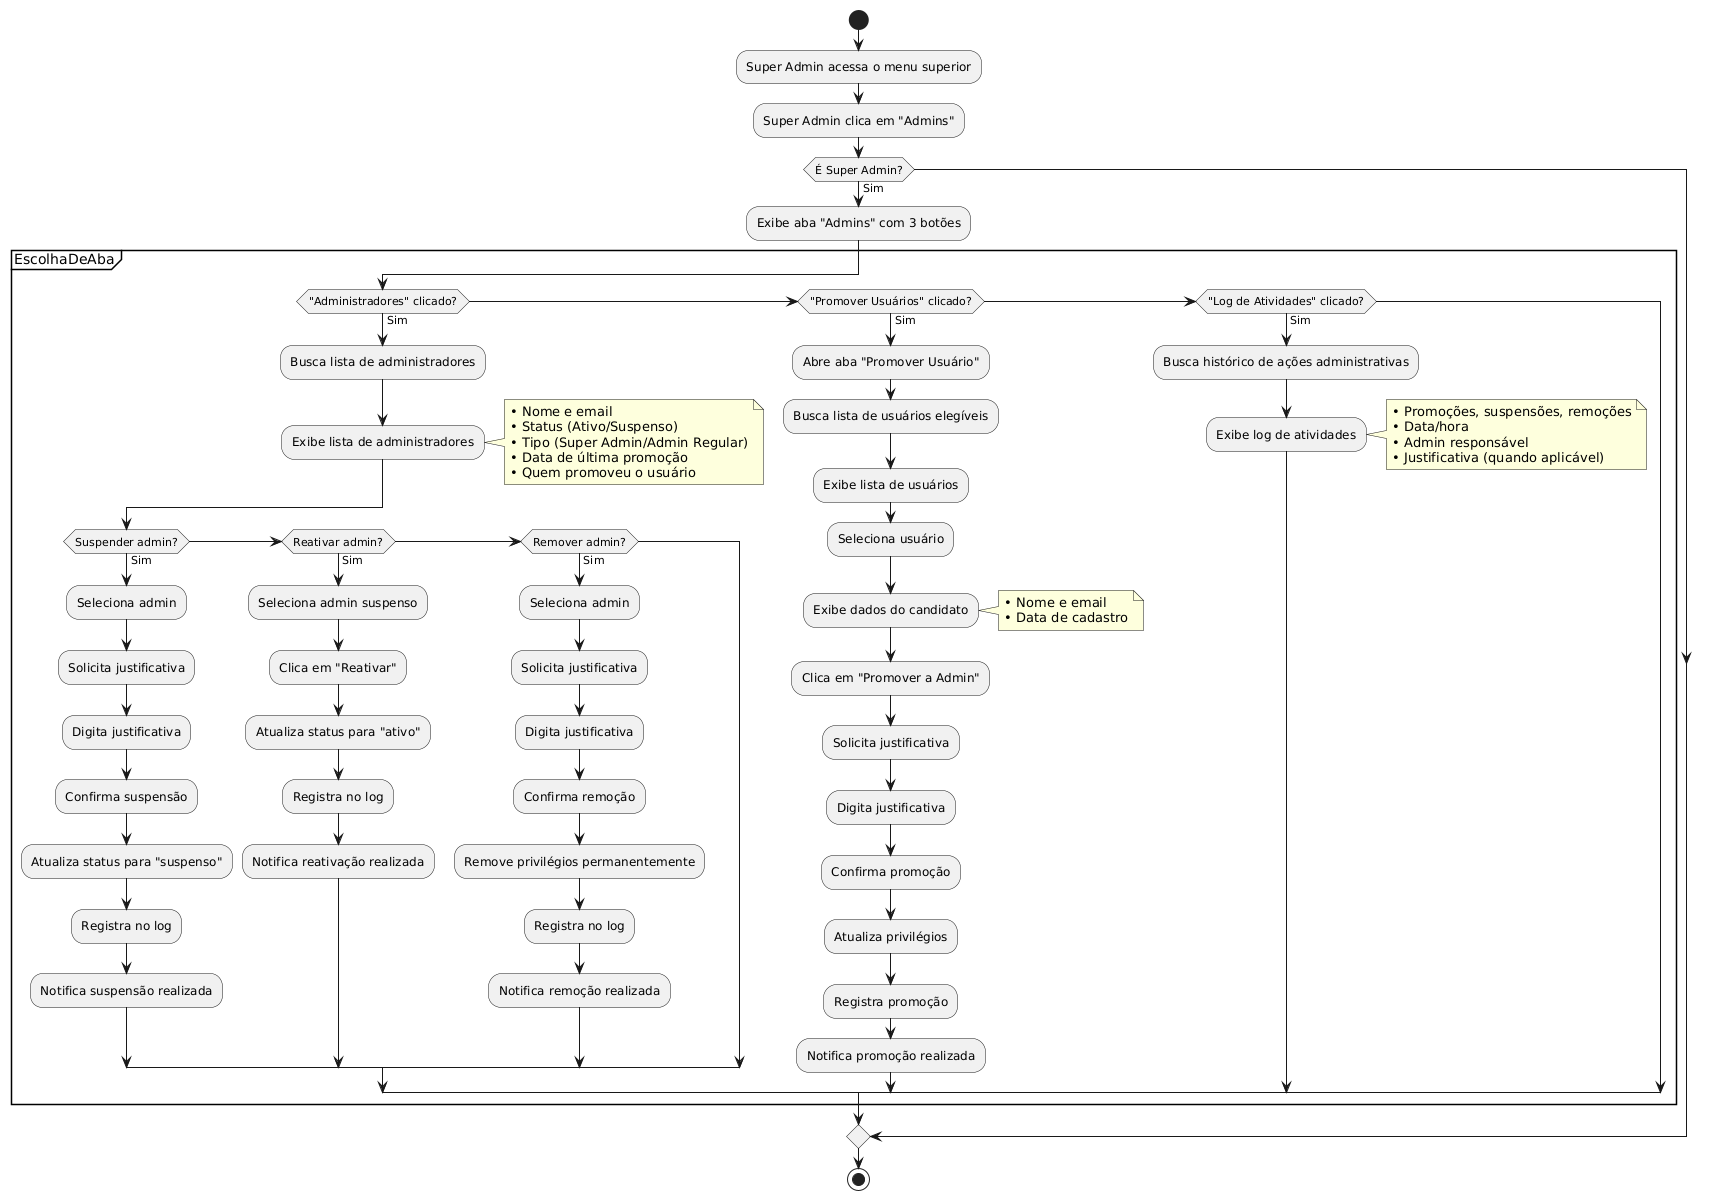 Super Admin acessa o menu superior
Super Admin clica em "Admins"
É Super Admin?
Sim
Exibe aba "Admins" com 3 botões
EscolhaDeAba
"Administradores" clicado?
Sim
Busca lista de administradores
Exibe lista de administradores
• Nome e email
• Status (Ativo/Suspenso)
• Tipo (Super Admin/Admin Regular)
• Data de última promoção
• Quem promoveu o usuário
Suspender admin?
Sim
Seleciona admin
Solicita justificativa
Digita justificativa
Confirma suspensão
Atualiza status para "suspenso"
Registra no log
Notifica suspensão realizada
Reativar admin?
Sim
Seleciona admin suspenso
Clica em "Reativar"
Atualiza status para "ativo"
Registra no log
Notifica reativação realizada
Remover admin?
Sim
Seleciona admin
Solicita justificativa
Digita justificativa
Confirma remoção
Remove privilégios permanentemente
Registra no log
Notifica remoção realizada
"Promover Usuários" clicado?
Sim
Abre aba "Promover Usuário"
Busca lista de usuários elegíveis
Exibe lista de usuários
Seleciona usuário
Exibe dados do candidato
• Nome e email
• Data de cadastro
Clica em "Promover a Admin"
Solicita justificativa
Digita justificativa
Confirma promoção
Atualiza privilégios
Registra promoção
Notifica promoção realizada
"Log de Atividades" clicado?
Sim
Busca histórico de ações administrativas
Exibe log de atividades
• Promoções, suspensões, remoções
• Data/hora
• Admin responsável
• Justificativa (quando aplicável)